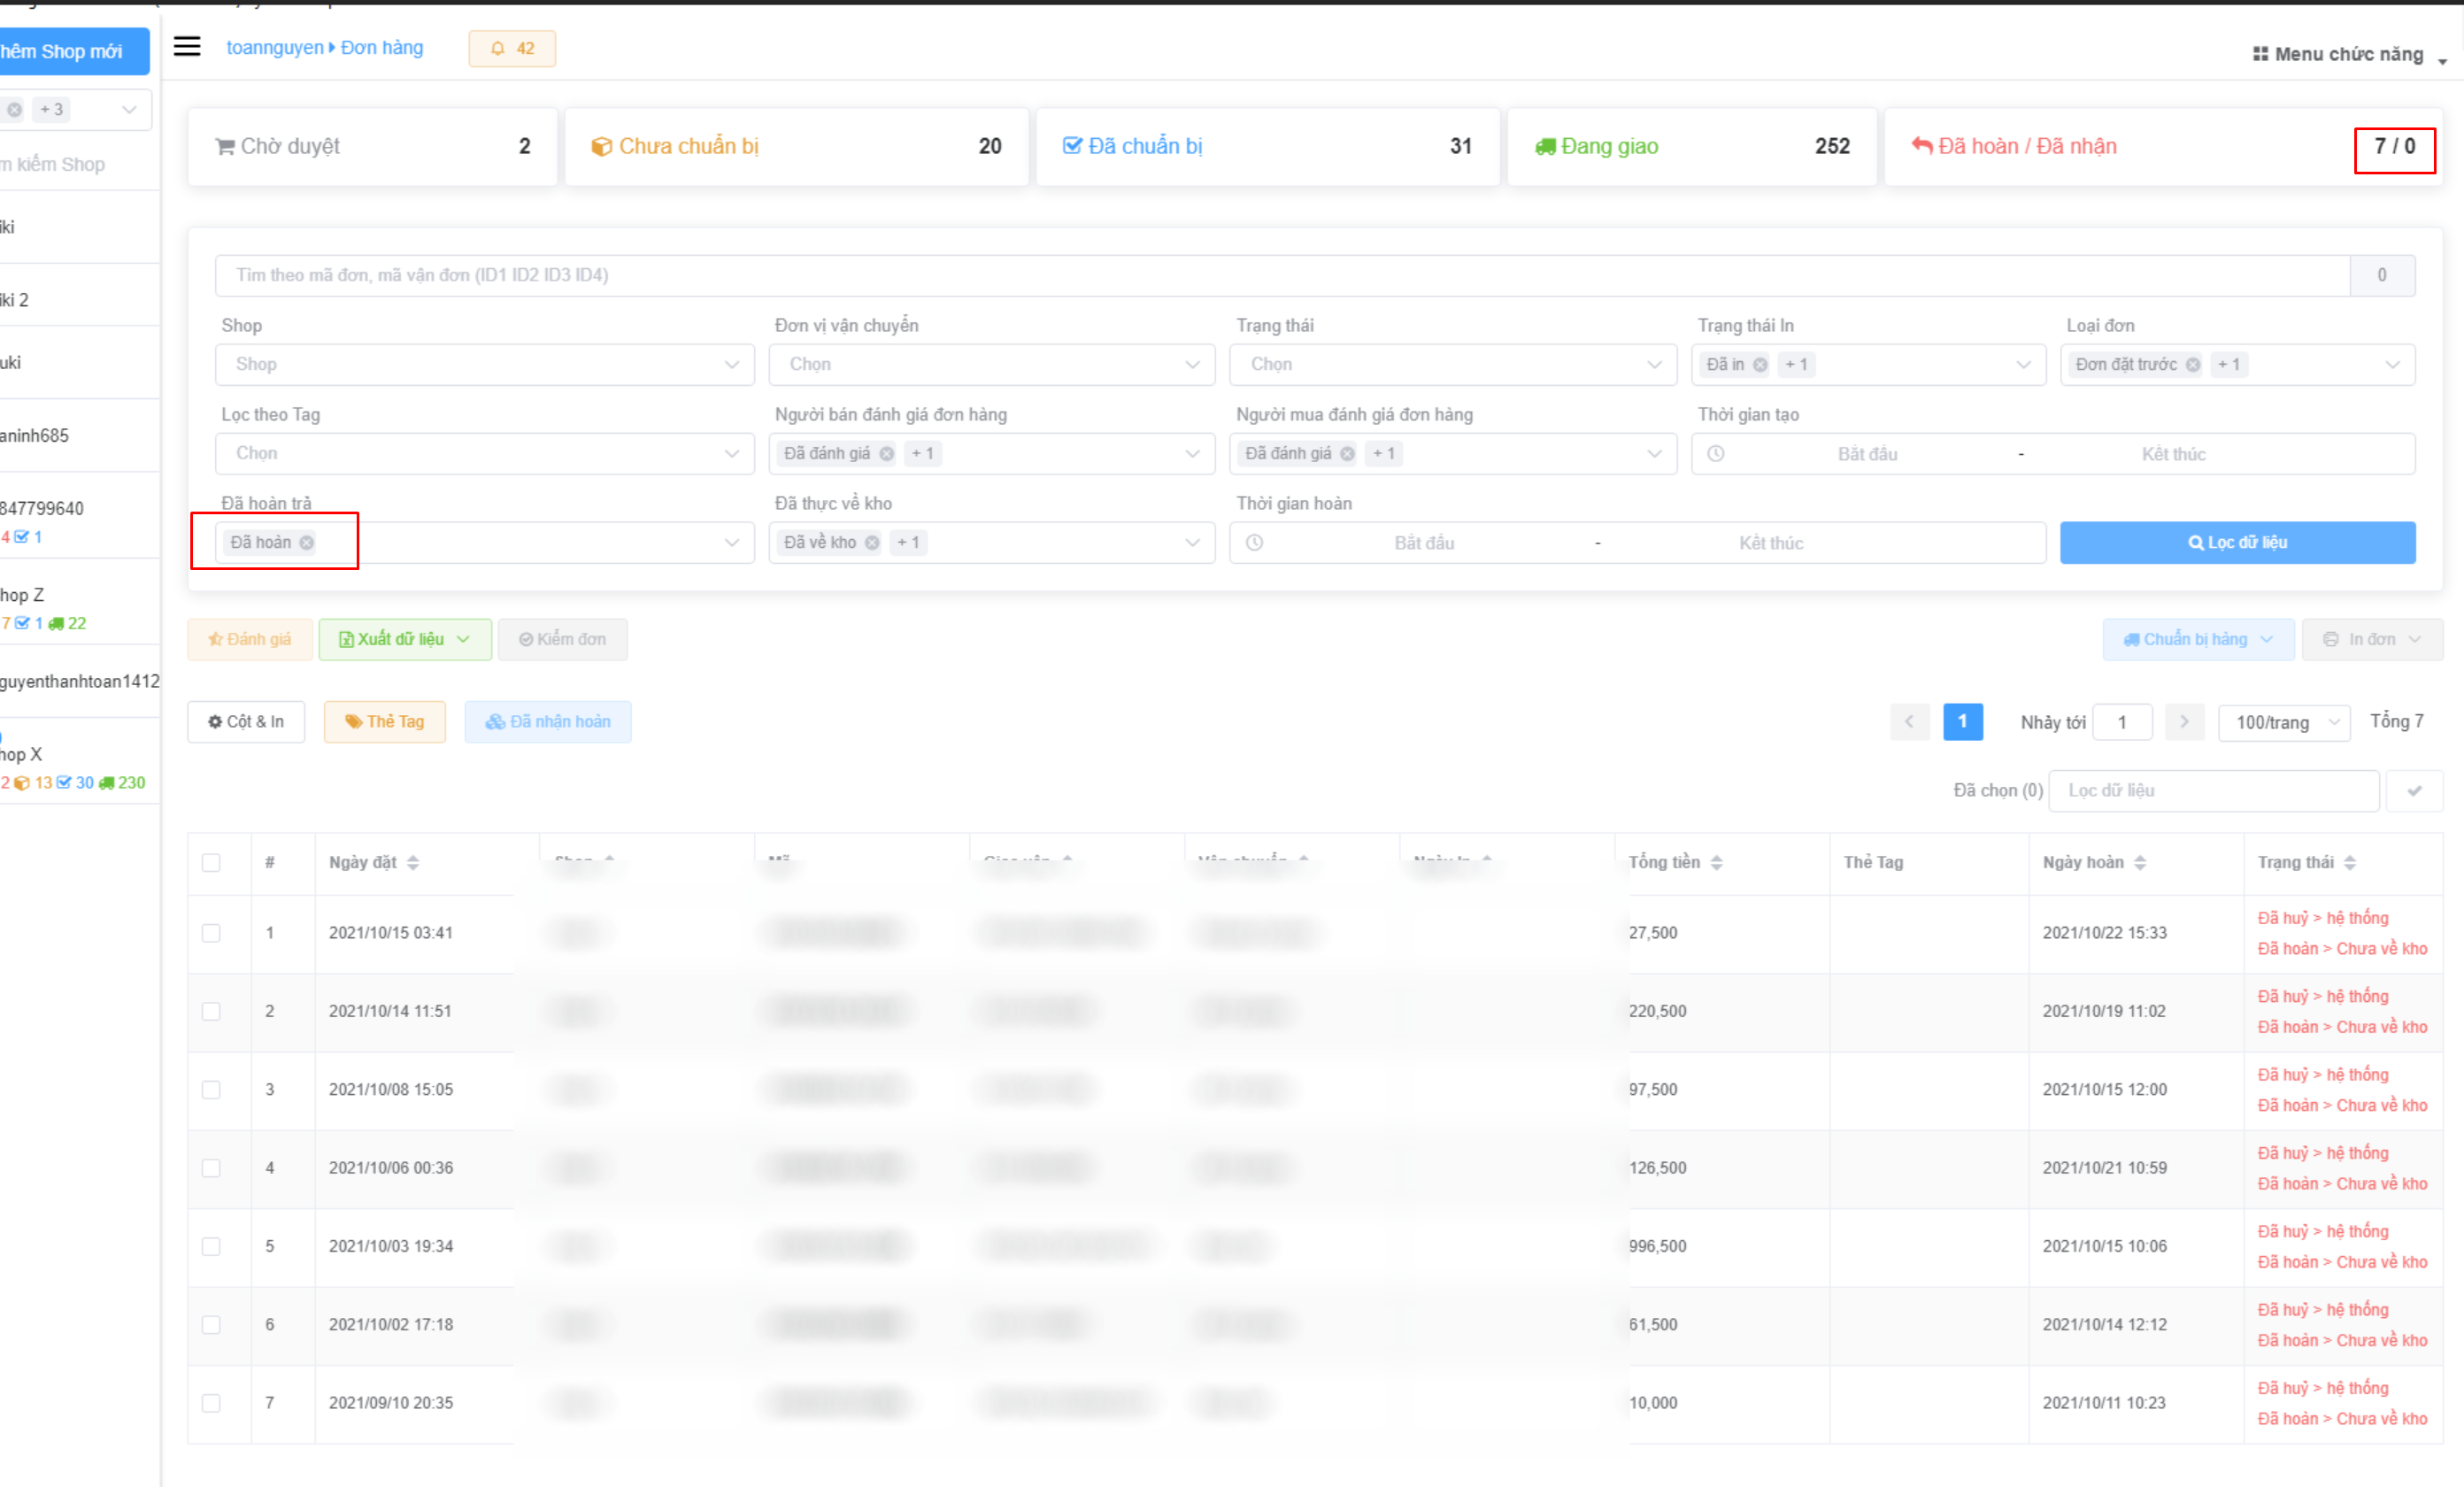 hêm Shop mới
toannguyen Đơn hàng
42
Menu chức năng
+ 3
m kiếm Shop
iki
iki 2
uki
aninh685
847799640
4 1
hop Z
7 1 22
guyenthanhtoan1412
hop X
2 13 30 230
Chờ duyệt 2
Chưa chuẩn bị 20
Đã chuẩn bị 31
Đang giao 252
Đã hoàn / Đã nhận 7 / 0
Tìm theo mã đơn, mã vận đơn (ID1 ID2 ID3 ID4) 0
Shop Đơn vị vận chuyển Trạng thái Trạng thái In Loại đơn
Shop Chọn Chọn Đã in + 1 Đơn đặt trước + 1
Lọc theo Tag Người bán đánh giá đơn hàng Người mua đánh giá đơn hàng Thời gian tạo
Chọn Đã đánh giá + 1 Đã đánh giá + 1 Bắt đầu - Kết thúc
Đã hoàn trả Đã thực về kho Thời gian hoàn
Đã hoàn Đã về kho + 1 Bắt đầu - Kết thúc Lọc dữ liệu
Đánh giá Xuất dữ liệu Kiểm đơn Chuẩn bị hàng In đơn
Cột & In Thẻ Tag Đã nhận hoàn 1 Nhảy tới 1 100/trang Tổng 7
Đã chọn (0) Lọc dữ liệu
# Ngày đặt Tổng tiền Thẻ Tag Ngày hoàn Trạng thái
1 2021/10/15 03:41 27,500 2021/10/22 15:33 Đã huỷ > hệ thống
Đã hoàn > Chưa về kho
2 2021/10/14 11:51 220,500 2021/10/19 11:02 Đã huỷ > hệ thống
Đã hoàn > Chưa về kho
3 2021/10/08 15:05 97,500 2021/10/15 12:00 Đã huỷ > hệ thống
Đã hoàn > Chưa về kho
4 2021/10/06 00:36 126,500 2021/10/21 10:59 Đã huỷ > hệ thống
Đã hoàn > Chưa về kho
5 2021/10/03 19:34 996,500 2021/10/15 10:06 Đã huỷ > hệ thống
Đã hoàn > Chưa về kho
6 2021/10/02 17:18 61,500 2021/10/14 12:12 Đã huỷ > hệ thống
Đã hoàn > Chưa về kho
7 2021/09/10 20:35 10,000 2021/10/11 10:23 Đã huỷ > hệ thống
Đã hoàn > Chưa về kho